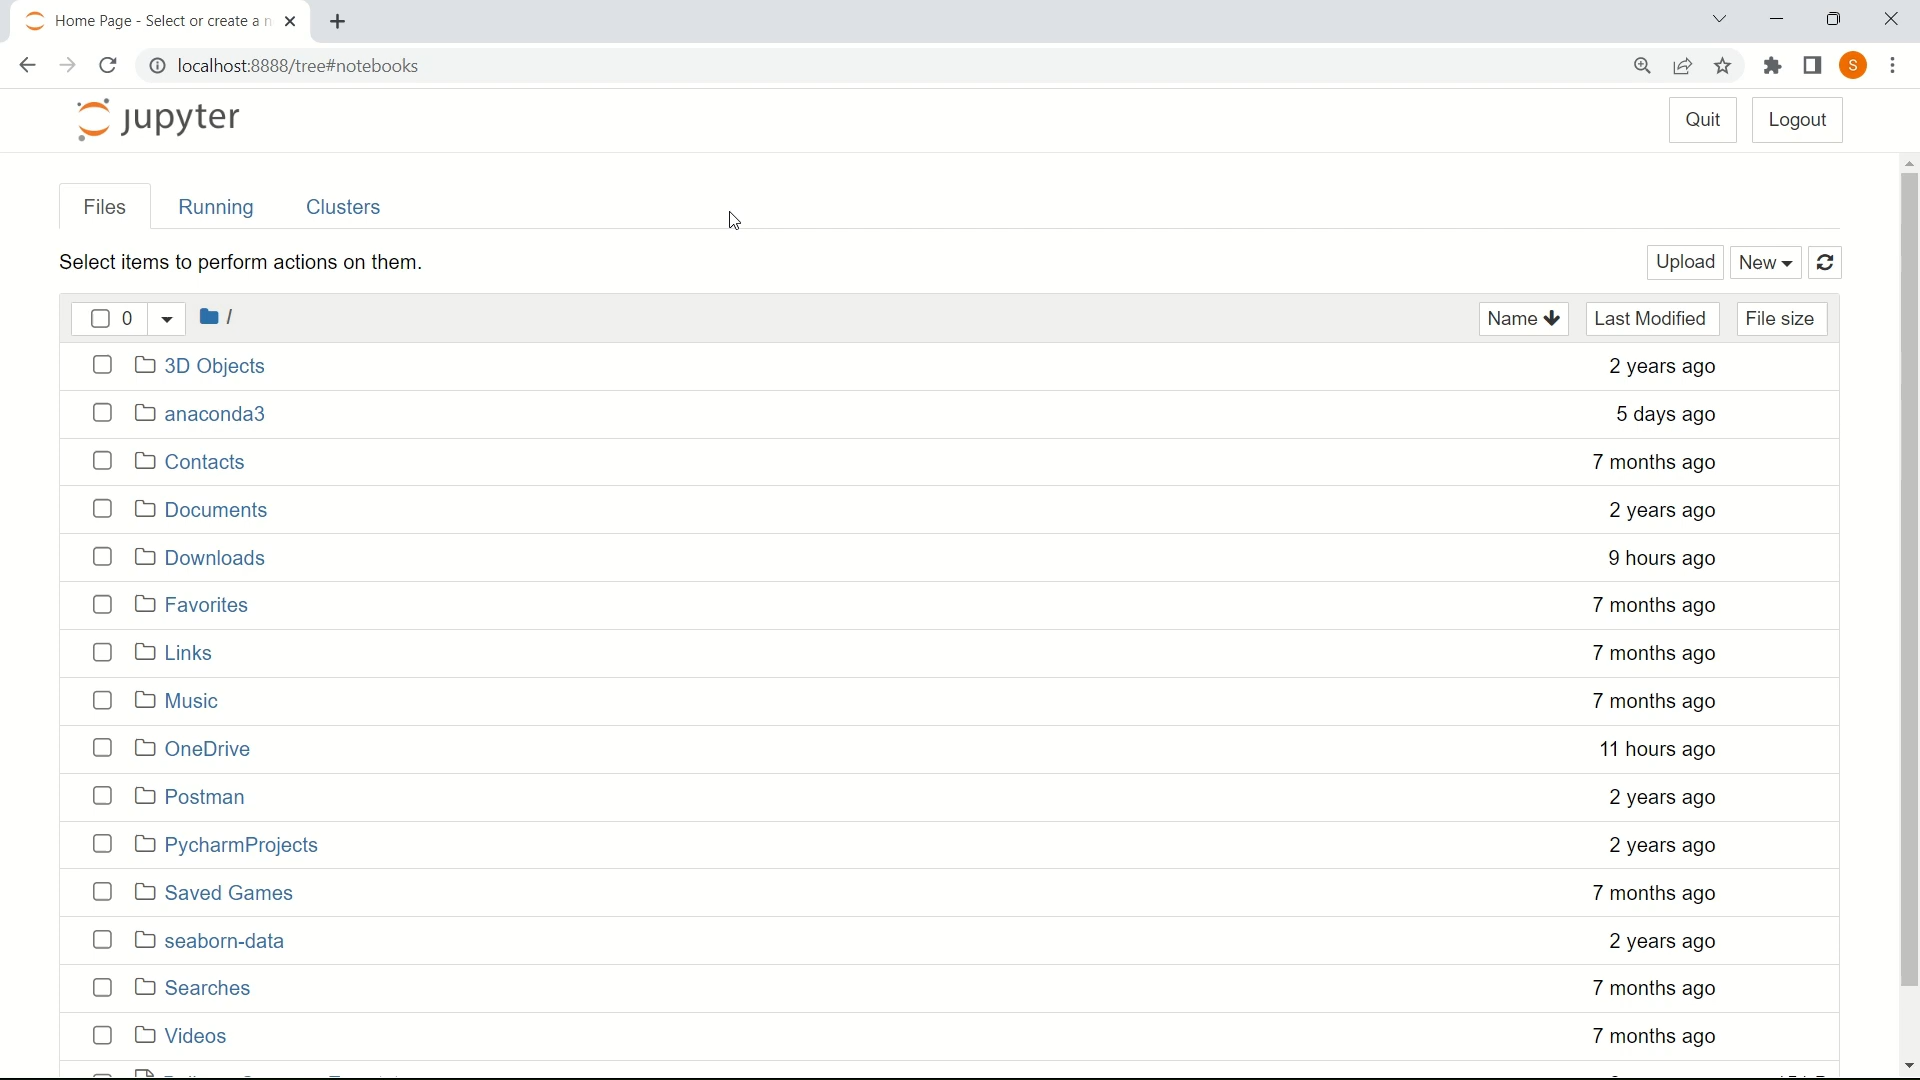 Home Page - Select or create a n
localhost:8888/tree#notebooks
S
jupyter
Quit Logout
Files Running Clusters
Select items to perform actions on them.
Upload New
0 / Name Last Modified File size
3D Objects 2 years ago
anaconda3 5 days ago
Contacts 7 months ago
Documents 2 years ago
Downloads 9 hours ago
Favorites 7 months ago
Links 7 months ago
Music 7 months ago
OneDrive 11 hours ago
Postman 2 years ago
PycharmProjects 2 years ago
Saved Games 7 months ago
seaborn-data 2 years ago
Searches 7 months ago
Videos 7 months ago